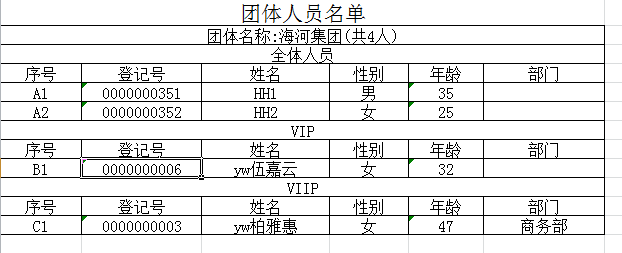 团体人员名单
团体名称:海河集团(共4人)
全体人员
序号 登记号 姓名 性别 年龄 部门
A1 0000000351 HH1 男 35
A2 0000000352 HH2 女 25
VIP
序号 登记号 姓名 性别 年龄 部门
B1 0000000006 yw伍嘉云 女 32
VIIP
序号 登记号 姓名 性别 年龄 部门
C1 0000000003 yw柏雅惠 女 47 商务部